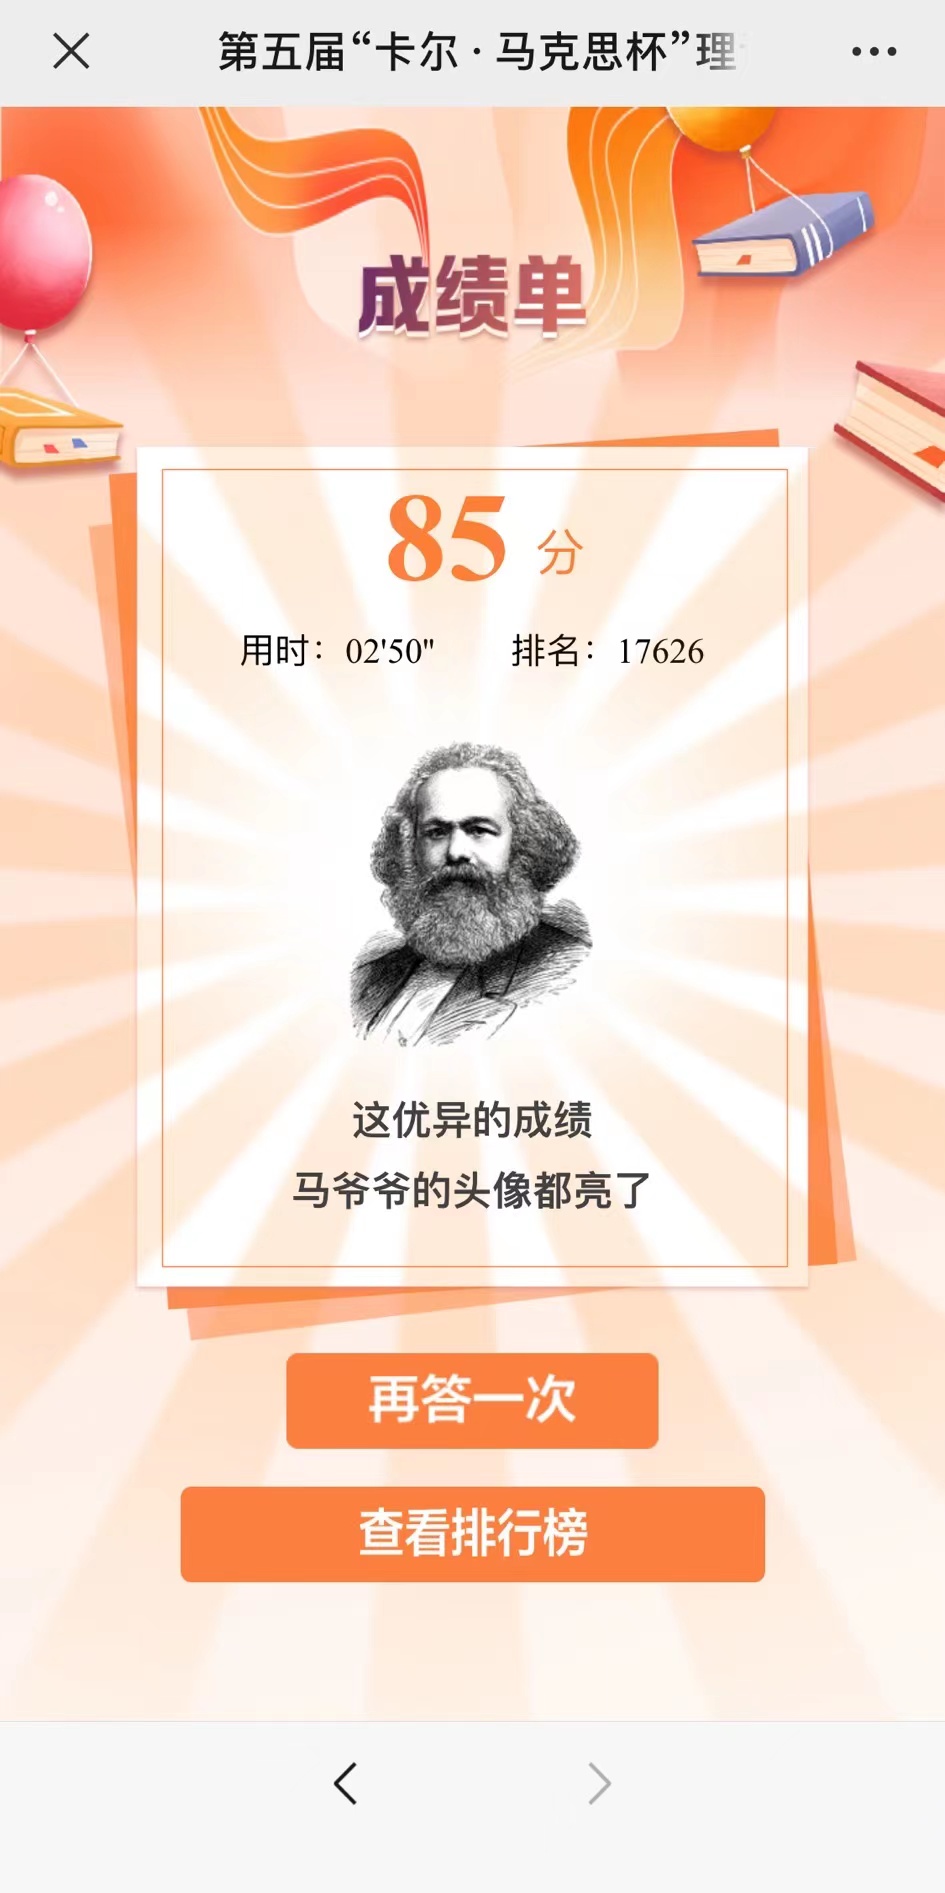 第五届“卡尔·马克思杯”理
成绩单
85 分
用时：02'50" 排名：17626
这优异的成绩
马爷爷的头像都亮了
再答一次
查看排行榜